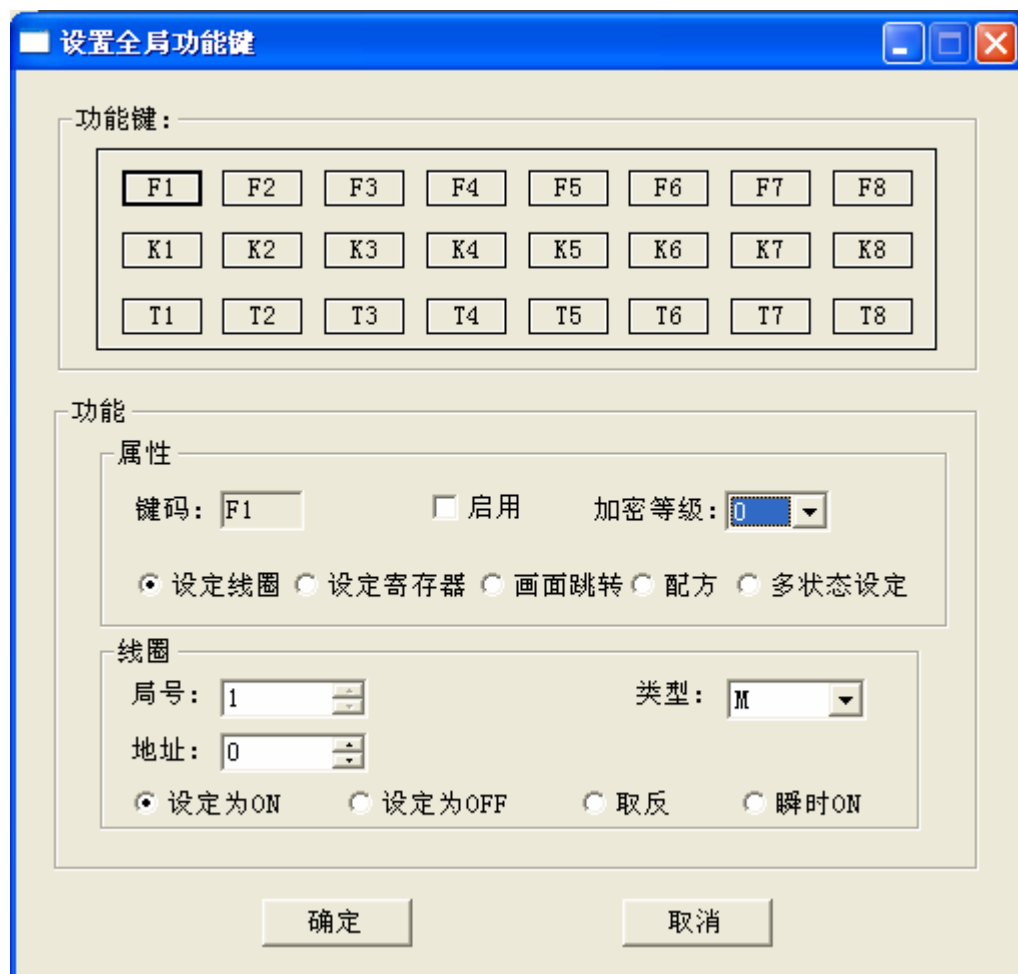 设置全局功能键
功能键:
F1 F2 F3 F4 F5 F6 F7 F8
K1 K2 K3 K4 K5 K6 K7 K8
T1 T2 T3 T4 T5 T6 T7 T8
功能
属性
键码: F1 启用 加密等级: 0
设定线圈 设定寄存器 画面跳转 配方 多状态设定
线圈
局号: 1 类型: M
地址: 0
设定为ON 设定为OFF 取反 瞬时ON
确定 取消